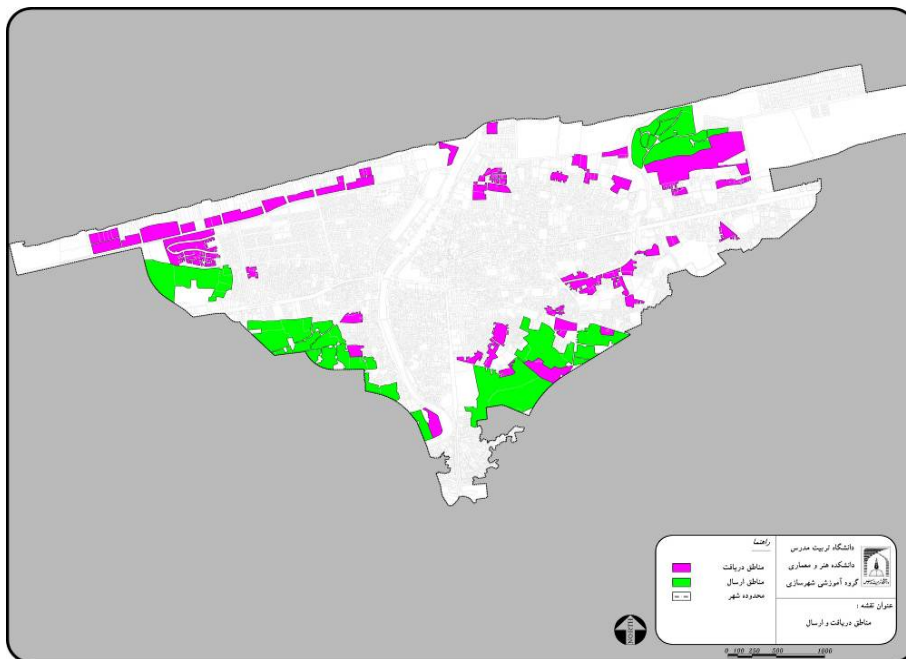 دانشگاه تربیت مدرس
دانشکده هنر و معماری
گروه آموزشی شهرسازی
عنوان نقشه :
مناطق دریافت و ارسال
راهنما
مناطق دریافت
مناطق ارسال
محدوده شهر
0 100 250 500 1000